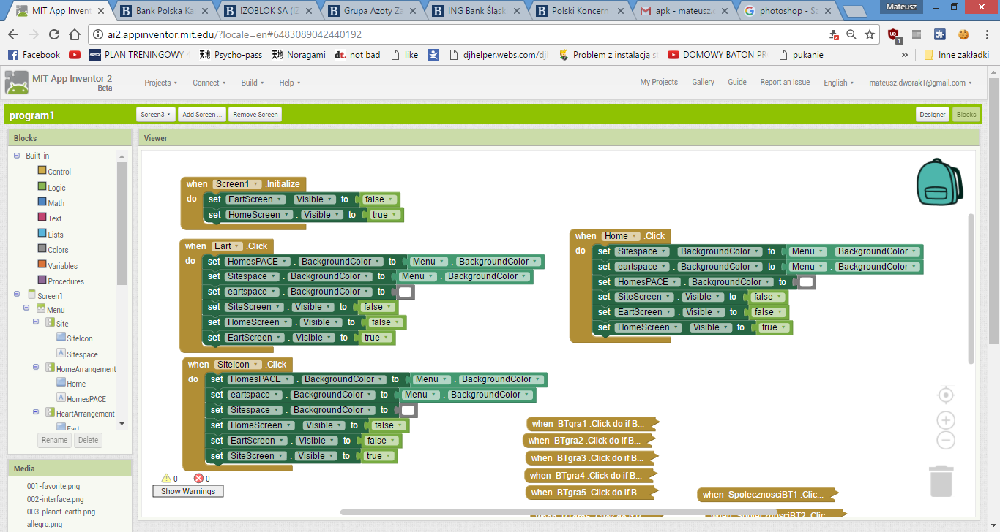 MIT App Inventor
Bank Polska Ka
IZOBLOK SA (IZ
Grupa Azoty Za
ING Bank Śląsk
Polski Koncern
apk - mateusz.
photoshop - Sz
Mateusz
ai2.appinventor.mit.edu/?locale=en#6483089042440192
Facebook
PLAN TRENINGOWY 4
Psycho-pass
Noragami
dt. not bad
like
djhelper.webs.com/djl
Problem z instalacją s
DOMOWY BATON PR
pukanie
»
Inne zakładki
MIT App Inventor 2
Beta
Projects
Connect
Build
Help
My Projects
Gallery
Guide
Report an Issue
English
mateusz.dworak1@gmail.com
program1
Screen3
Add Screen ...
Remove Screen
Designer
Blocks
Blocks
Built-in
Control
Logic
Math
Text
Lists
Colors
Variables
Procedures
Screen1
Menu
Site
SiteIcon
Sitespace
HomeArrangement
Home
HomesPACE
HeartArrangement
Eart
Rename
Delete
Media
001-favorite.png
002-interface.png
003-planet-earth.png
allegro.png
Viewer
when Screen1 .Initialize
do set EartScreen . Visible to false
set HomeScreen . Visible to true
when Eart .Click
do set HomesPACE . BackgroundColor to Menu . BackgroundColor
set Sitespace . BackgroundColor to Menu . BackgroundColor
set eartspace . BackgroundColor to
set SiteScreen . Visible to false
set HomeScreen . Visible to false
set EartScreen . Visible to true
when SiteIcon .Click
do set HomesPACE . BackgroundColor to Menu . BackgroundColor
set eartspace . BackgroundColor to Menu . BackgroundColor
set Sitespace . BackgroundColor to
set HomeScreen . Visible to false
set EartScreen . Visible to false
set SiteScreen . Visible to true
when Home .Click
do set Sitespace . BackgroundColor to Menu . BackgroundColor
set eartspace . BackgroundColor to Menu . BackgroundColor
set HomesPACE . BackgroundColor to
set SiteScreen . Visible to false
set EartScreen . Visible to false
set HomeScreen . Visible to true
when BTgra1 .Click do if B...
when BTgra2 .Click do if B...
when BTgra3 .Click do if B...
when BTgra4 .Click do if B...
when BTgra5 .Click do if B...
when BTgra6 .Click do if B...
when SpolecznosciBT1 .Clic...
when SpolecznosciBT2 .Clic...
0
0
Show Warnings